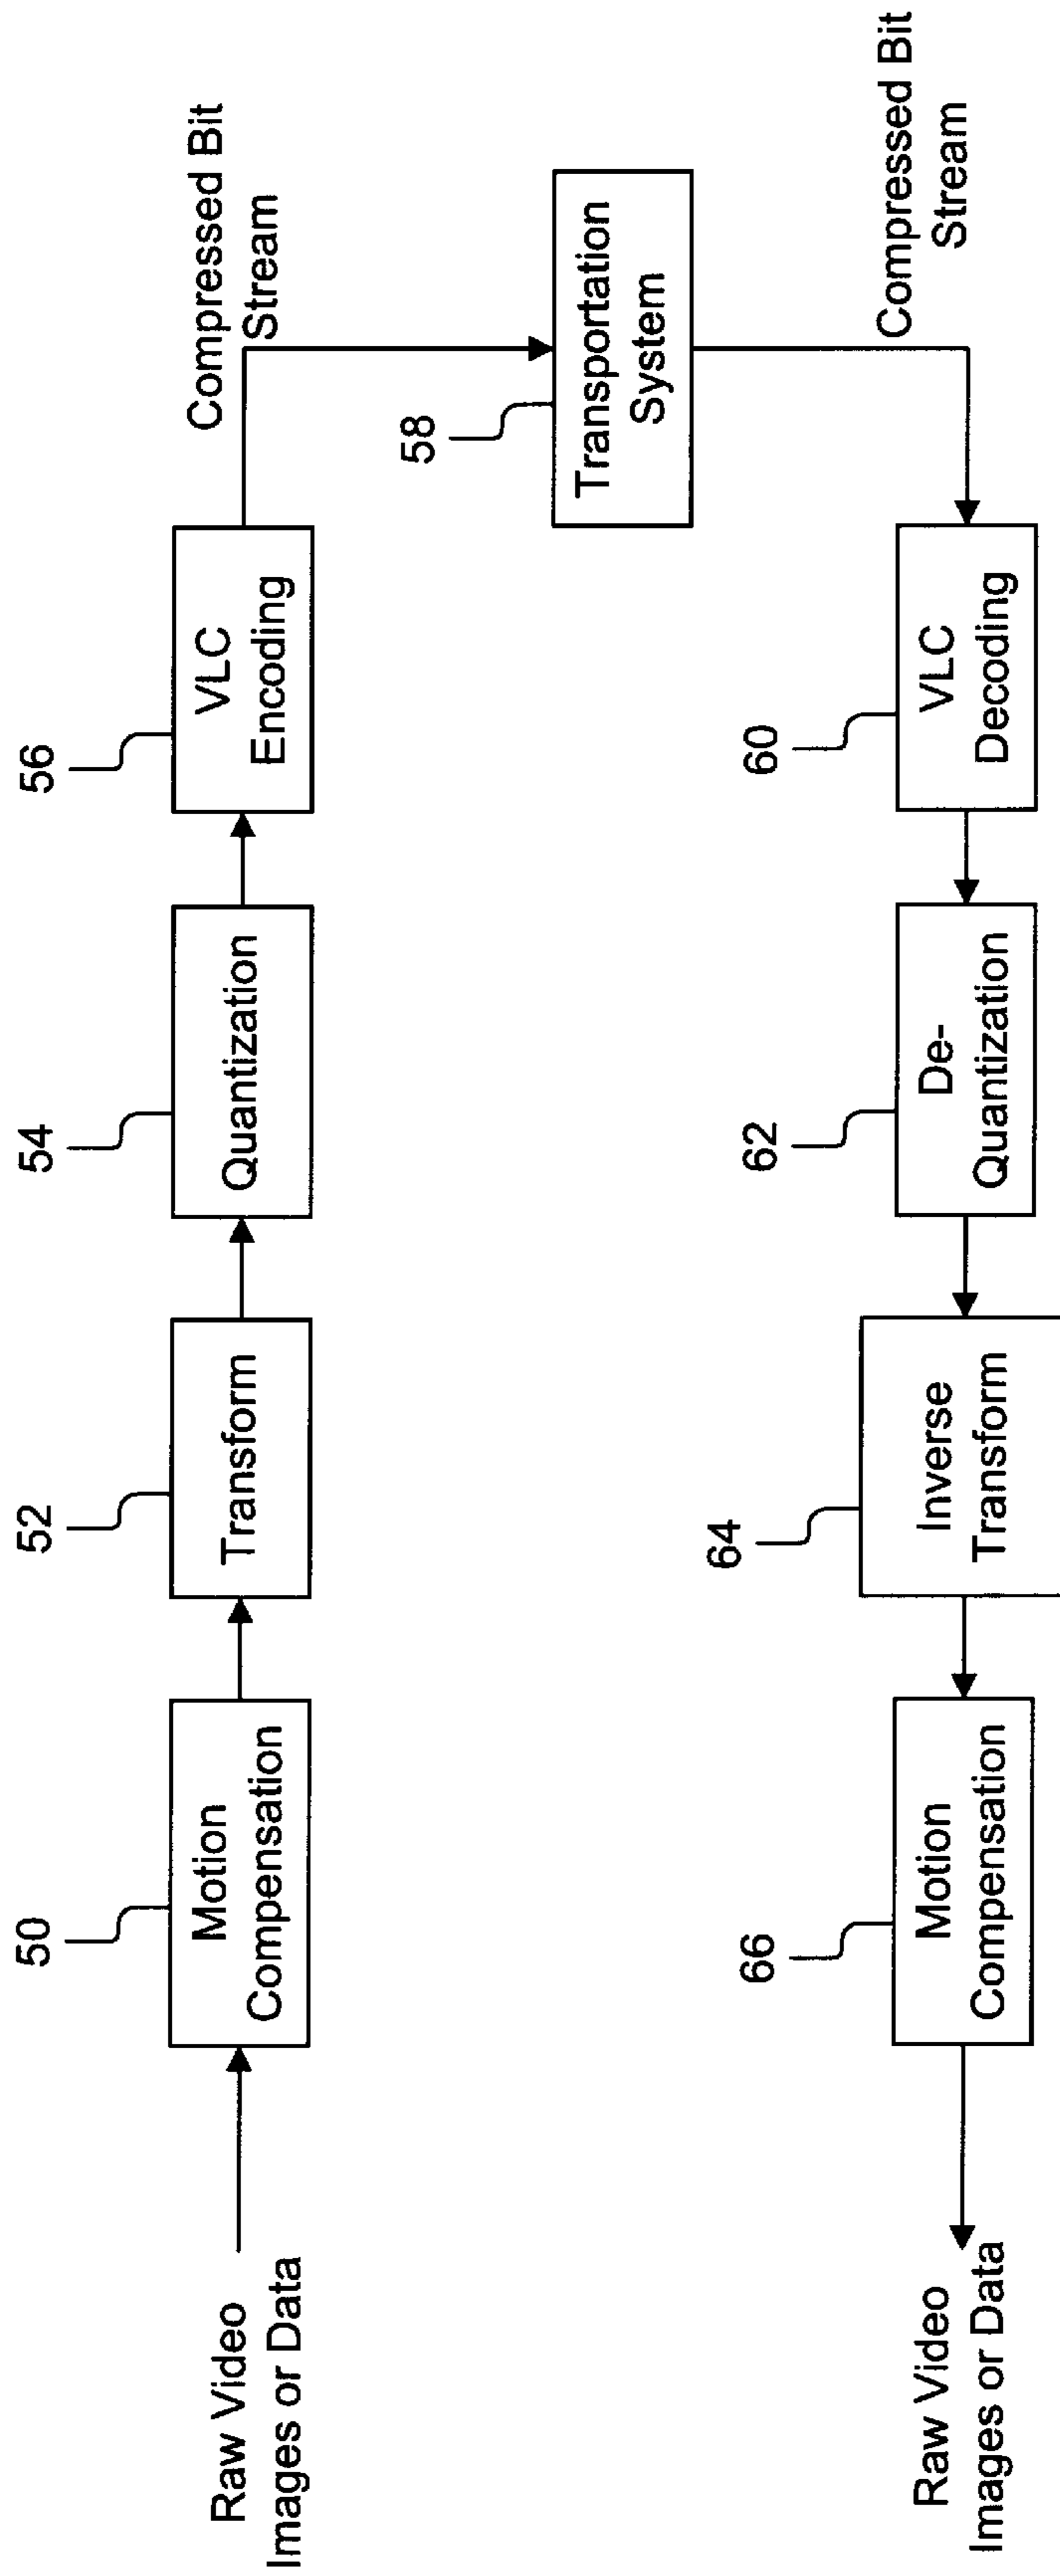 Raw Video
Images or Data
50
Motion
Compensation
52
Transform
54
Quantization
56
VLC
Encoding
Compressed Bit
Stream
58
Transportation
System
Compressed Bit
Stream
60
VLC
Decoding
62
De-
Quantization
64
Inverse
Transform
66
Motion
Compensation
Raw Video
Images or Data